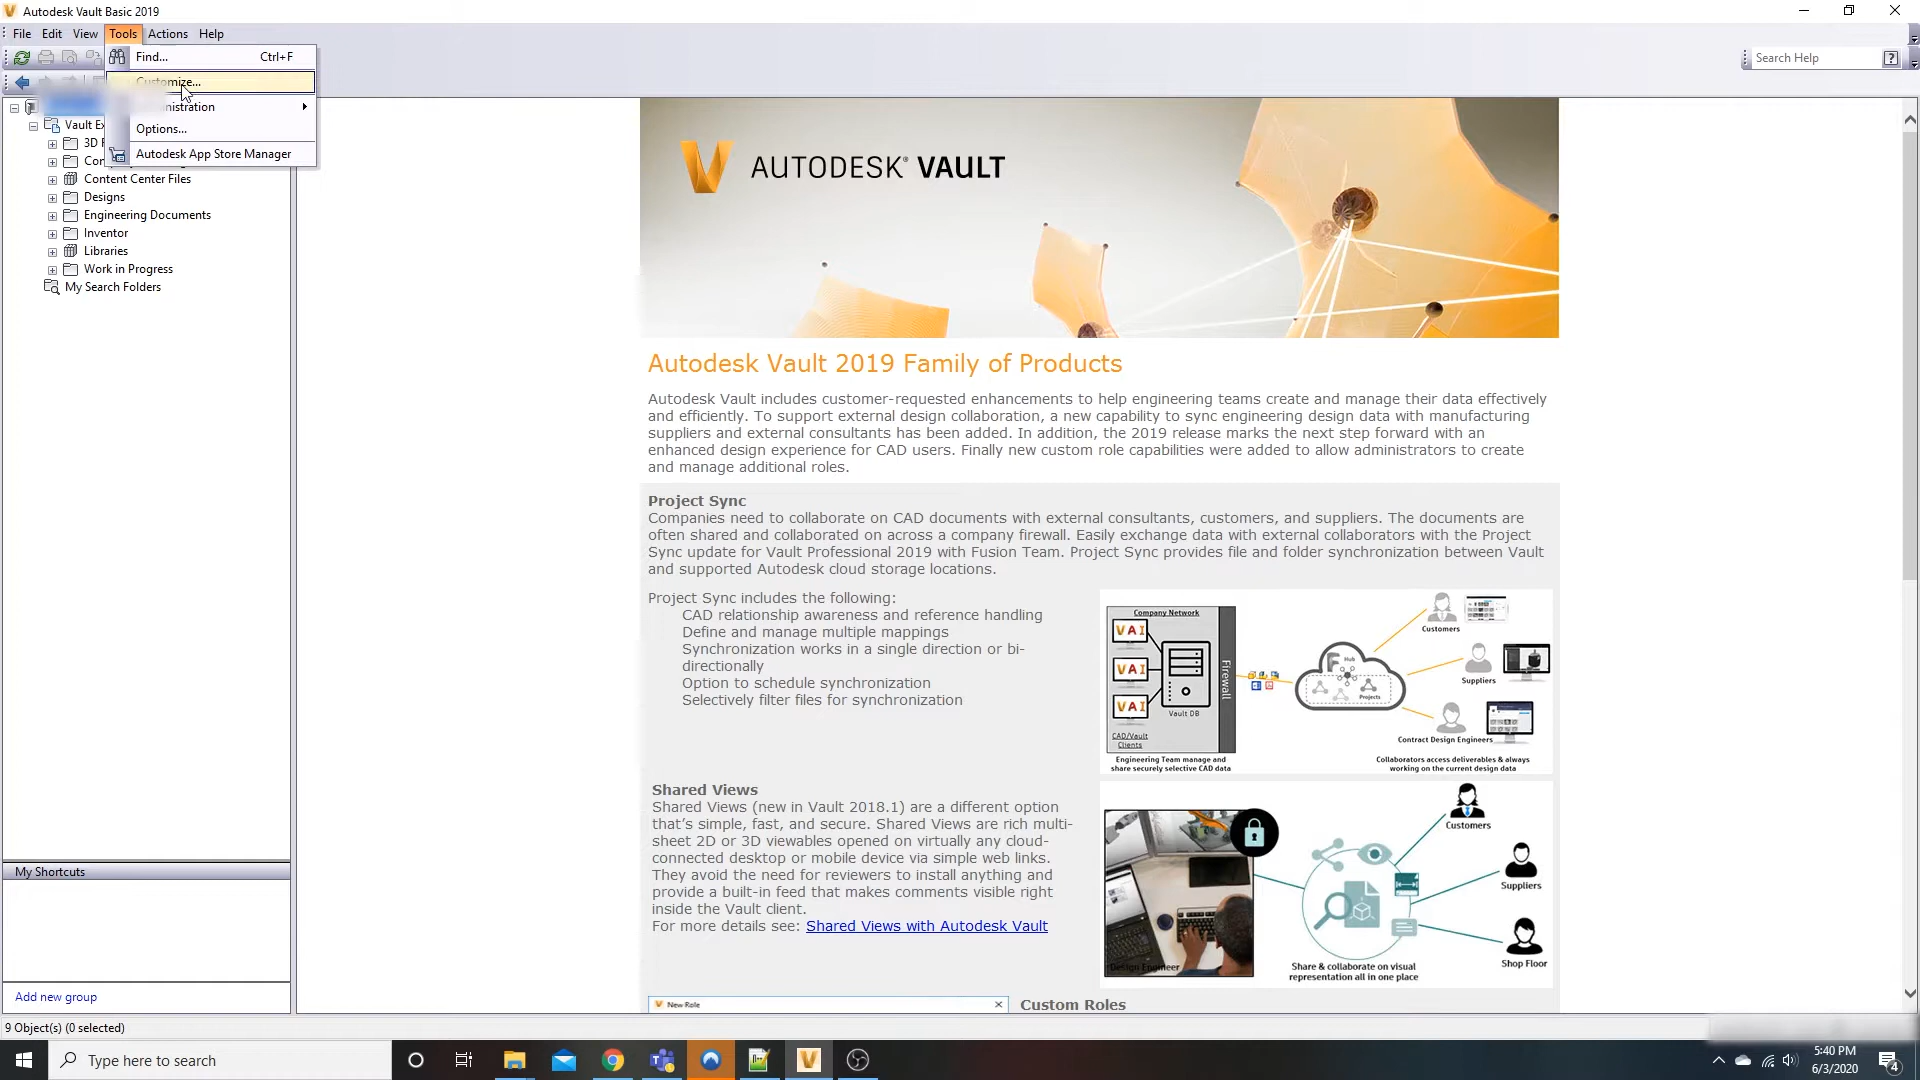 Autodesk Vault Basic 2019
File Edit View Tools Actions Help
Find... Ctrl+F
Search Help
Customize...
Options...
Autodesk App Store Manager
Vault
Content Center Files
Designs
Engineering Documents
Inventor
Libraries
Work in Progress
My Search Folders
AUTODESK® VAULT
Autodesk Vault 2019 Family of Products
Autodesk Vault includes customer-requested enhancements to help engineering teams create and manage their data effectively
and efficiently. To support external design collaboration, a new capability to sync engineering design data with manufacturing
suppliers and external consultants has been added. In addition, the 2019 release marks the next step forward with an
enhanced design experience for CAD users. Finally new custom role capabilities were added to allow administrators to create
and manage additional roles.
Project Sync
Companies need to collaborate on CAD documents with external consultants, customers, and suppliers. The documents are
often shared and collaborated on across a company firewall. Easily exchange data with external collaborators with the Project
Sync update for Vault Professional 2019 with Fusion Team. Project Sync provides file and folder synchronization between Vault
and supported Autodesk cloud storage locations.
Project Sync includes the following:
CAD relationship awareness and reference handling
Define and manage multiple mappings
Synchronization works in a single direction or bi-
directionally
Option to schedule synchronization
Selectively filter files for synchronization
Company Network
VAI
VAI
VAI
Vault DB
CAD/Vault
Clients
Firewall
Engineering Team manage and
share securely selective CAD data
Hub
Projects
Customers
Suppliers
Contract Design Engineers
Collaborators access deliverables & always
working on the current design data
Shared Views
Shared Views (new in Vault 2018.1) are a different option
that's simple, fast, and secure. Shared Views are rich multi-
sheet 2D or 3D viewables opened on virtually any cloud-
connected desktop or mobile device via simple web links.
They avoid the need for reviewers to install anything and
provide a built-in feed that makes comments visible right
inside the Vault client.
For more details see: Shared Views with Autodesk Vault
Design Engineer
Customers
Suppliers
Shop Floor
Share & collaborate on visual
representation all in one place
New Role
Custom Roles
My Shortcuts
Add new group
9 Object(s) (0 selected)
Type here to search
5:40 PM
6/3/2020
4